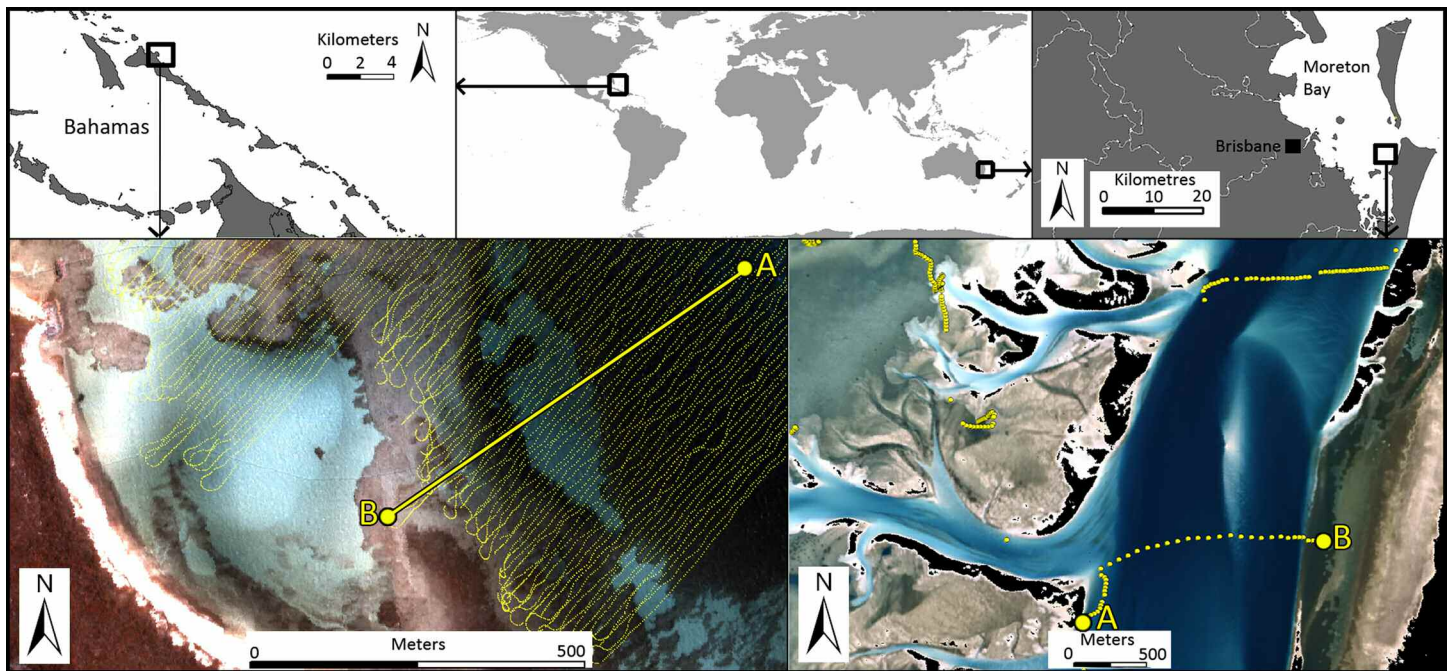 Kilometers
0 2 4
N
Bahamas
Moreton
Bay
Brisbane
N
Kilometres
0 10 20
A
B
N
Meters
0 500
B
A
N
Meters
0 500